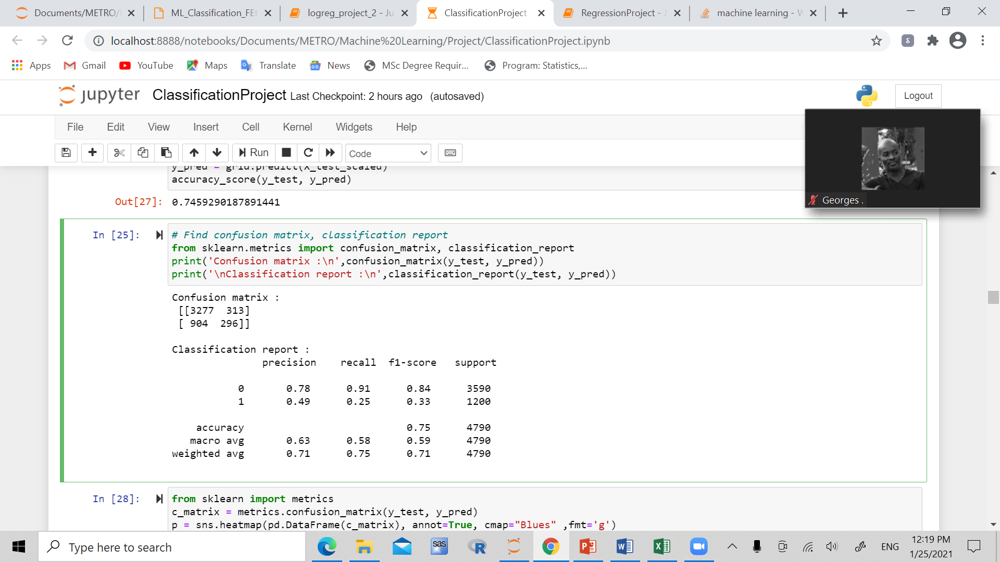 Documents/METRO/
ML_Classification_FEt
logreg_project_2 - Ju
ClassificationProject
RegressionProject - J
machine learning - W
localhost:8888/notebooks/Documents/METRO/Machine%20Learning/Project/ClassificationProject.ipynb
Apps Gmail YouTube Maps Translate News MSc Degree Requir... Program: Statistics,...
jupyter ClassificationProject Last Checkpoint: 2 hours ago (autosaved)
Logout
File Edit View Insert Cell Kernel Widgets Help
Run
Code
Georges .
y_pred = grid.predict(X_test_scaled)
accuracy_score(y_test, y_pred)
Out[27]: 0.7459290187891441
In [25]: # Find confusion matrix, classification report
from sklearn.metrics import confusion_matrix, classification_report
print('Confusion matrix :\n',confusion_matrix(y_test, y_pred))
print('\nClassification report :\n',classification_report(y_test, y_pred))
Confusion matrix :
[[3277 313]
[ 904 296]]
Classification report :
precision recall f1-score support
0 0.78 0.91 0.84 3590
1 0.49 0.25 0.33 1200
accuracy 0.75 4790
macro avg 0.63 0.58 0.59 4790
weighted avg 0.71 0.75 0.71 4790
In [28]: from sklearn import metrics
c_matrix = metrics.confusion_matrix(y_test, y_pred)
p = sns.heatmap(pd.DataFrame(c_matrix), annot=True, cmap="Blues" ,fmt='g')
Type here to search
sas
ENG
12:19 PM
1/25/2021